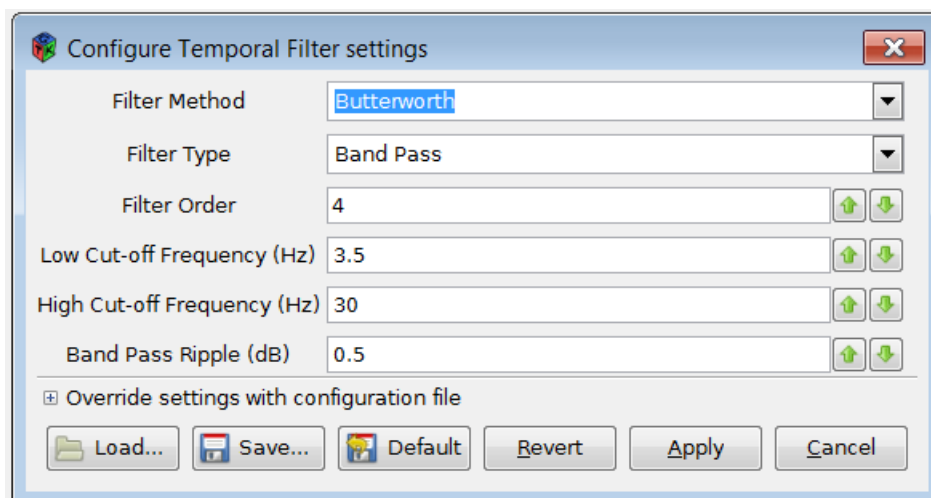 Configure Temporal Filter settings
Filter Method Butterworth
Filter Type Band Pass
Filter Order 4
Low Cut-off Frequency (Hz) 3.5
High Cut-off Frequency (Hz) 30
Band Pass Ripple (dB) 0.5
Override settings with configuration file
Load... Save... Default Revert Apply Cancel